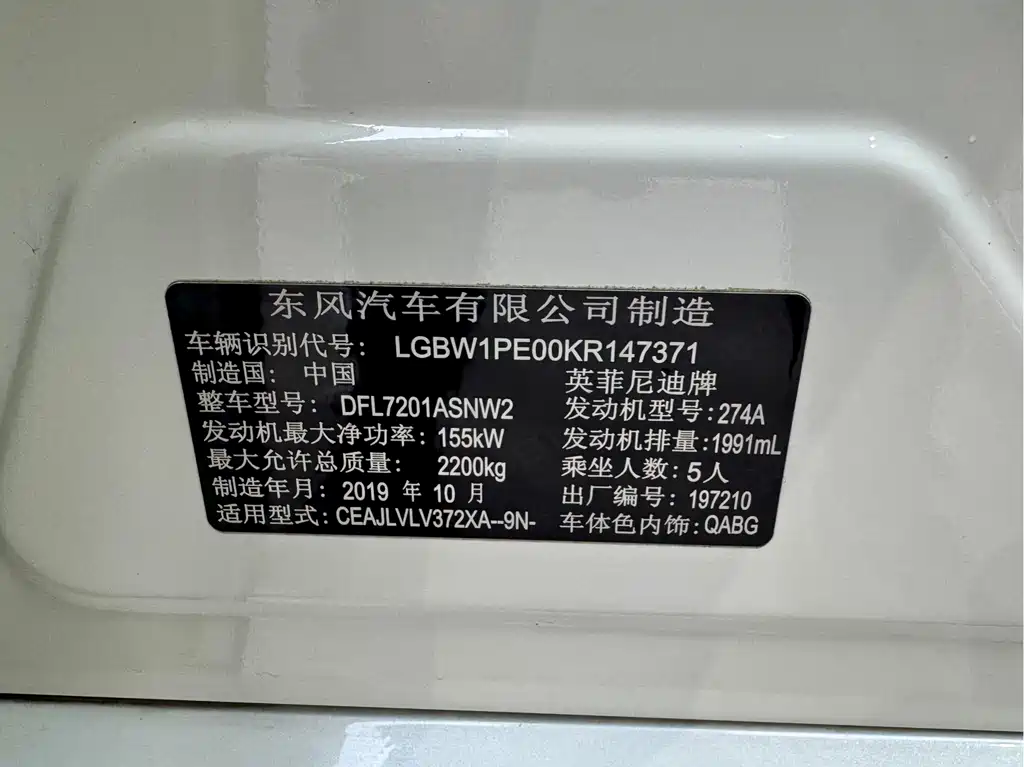 东风汽车有限公司制造
车辆识别代号: LGBW1PE00KR147371
制造国: 中国 英菲尼迪牌
整车型号: DFL7201ASNW2 发动机型号:274A
发动机最大净功率: 155kW 发动机排量:1991mL
最大允许总质量: 2200kg 乘坐人数:5人
制造年月: 2019 年 10 月 出厂编号: 197210
适用型式:CEAJLVLV372XA--9N- 车体色内饰:QABG